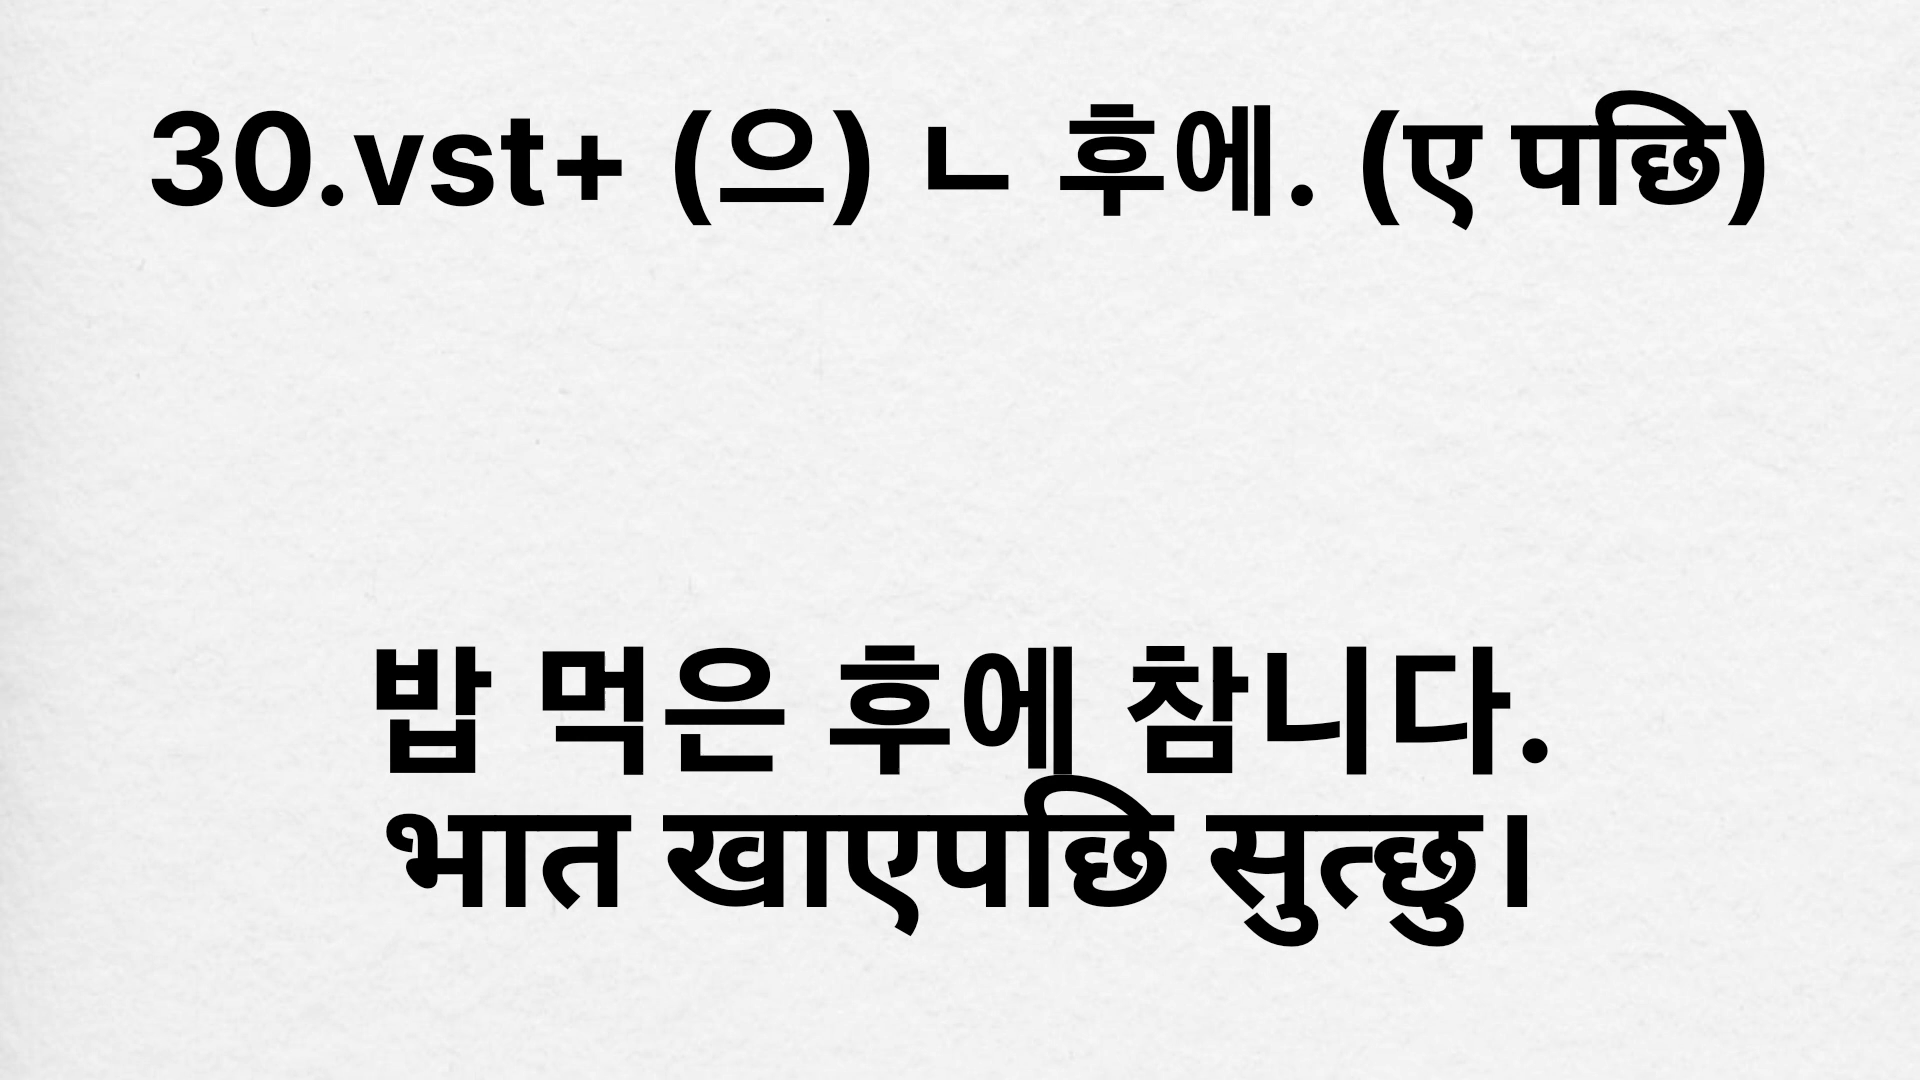 30.vst+ (으) ㄴ 후에. (ए पछि)
밥 먹은 후에 참니다.
भात खाएपछि सुत्छु।